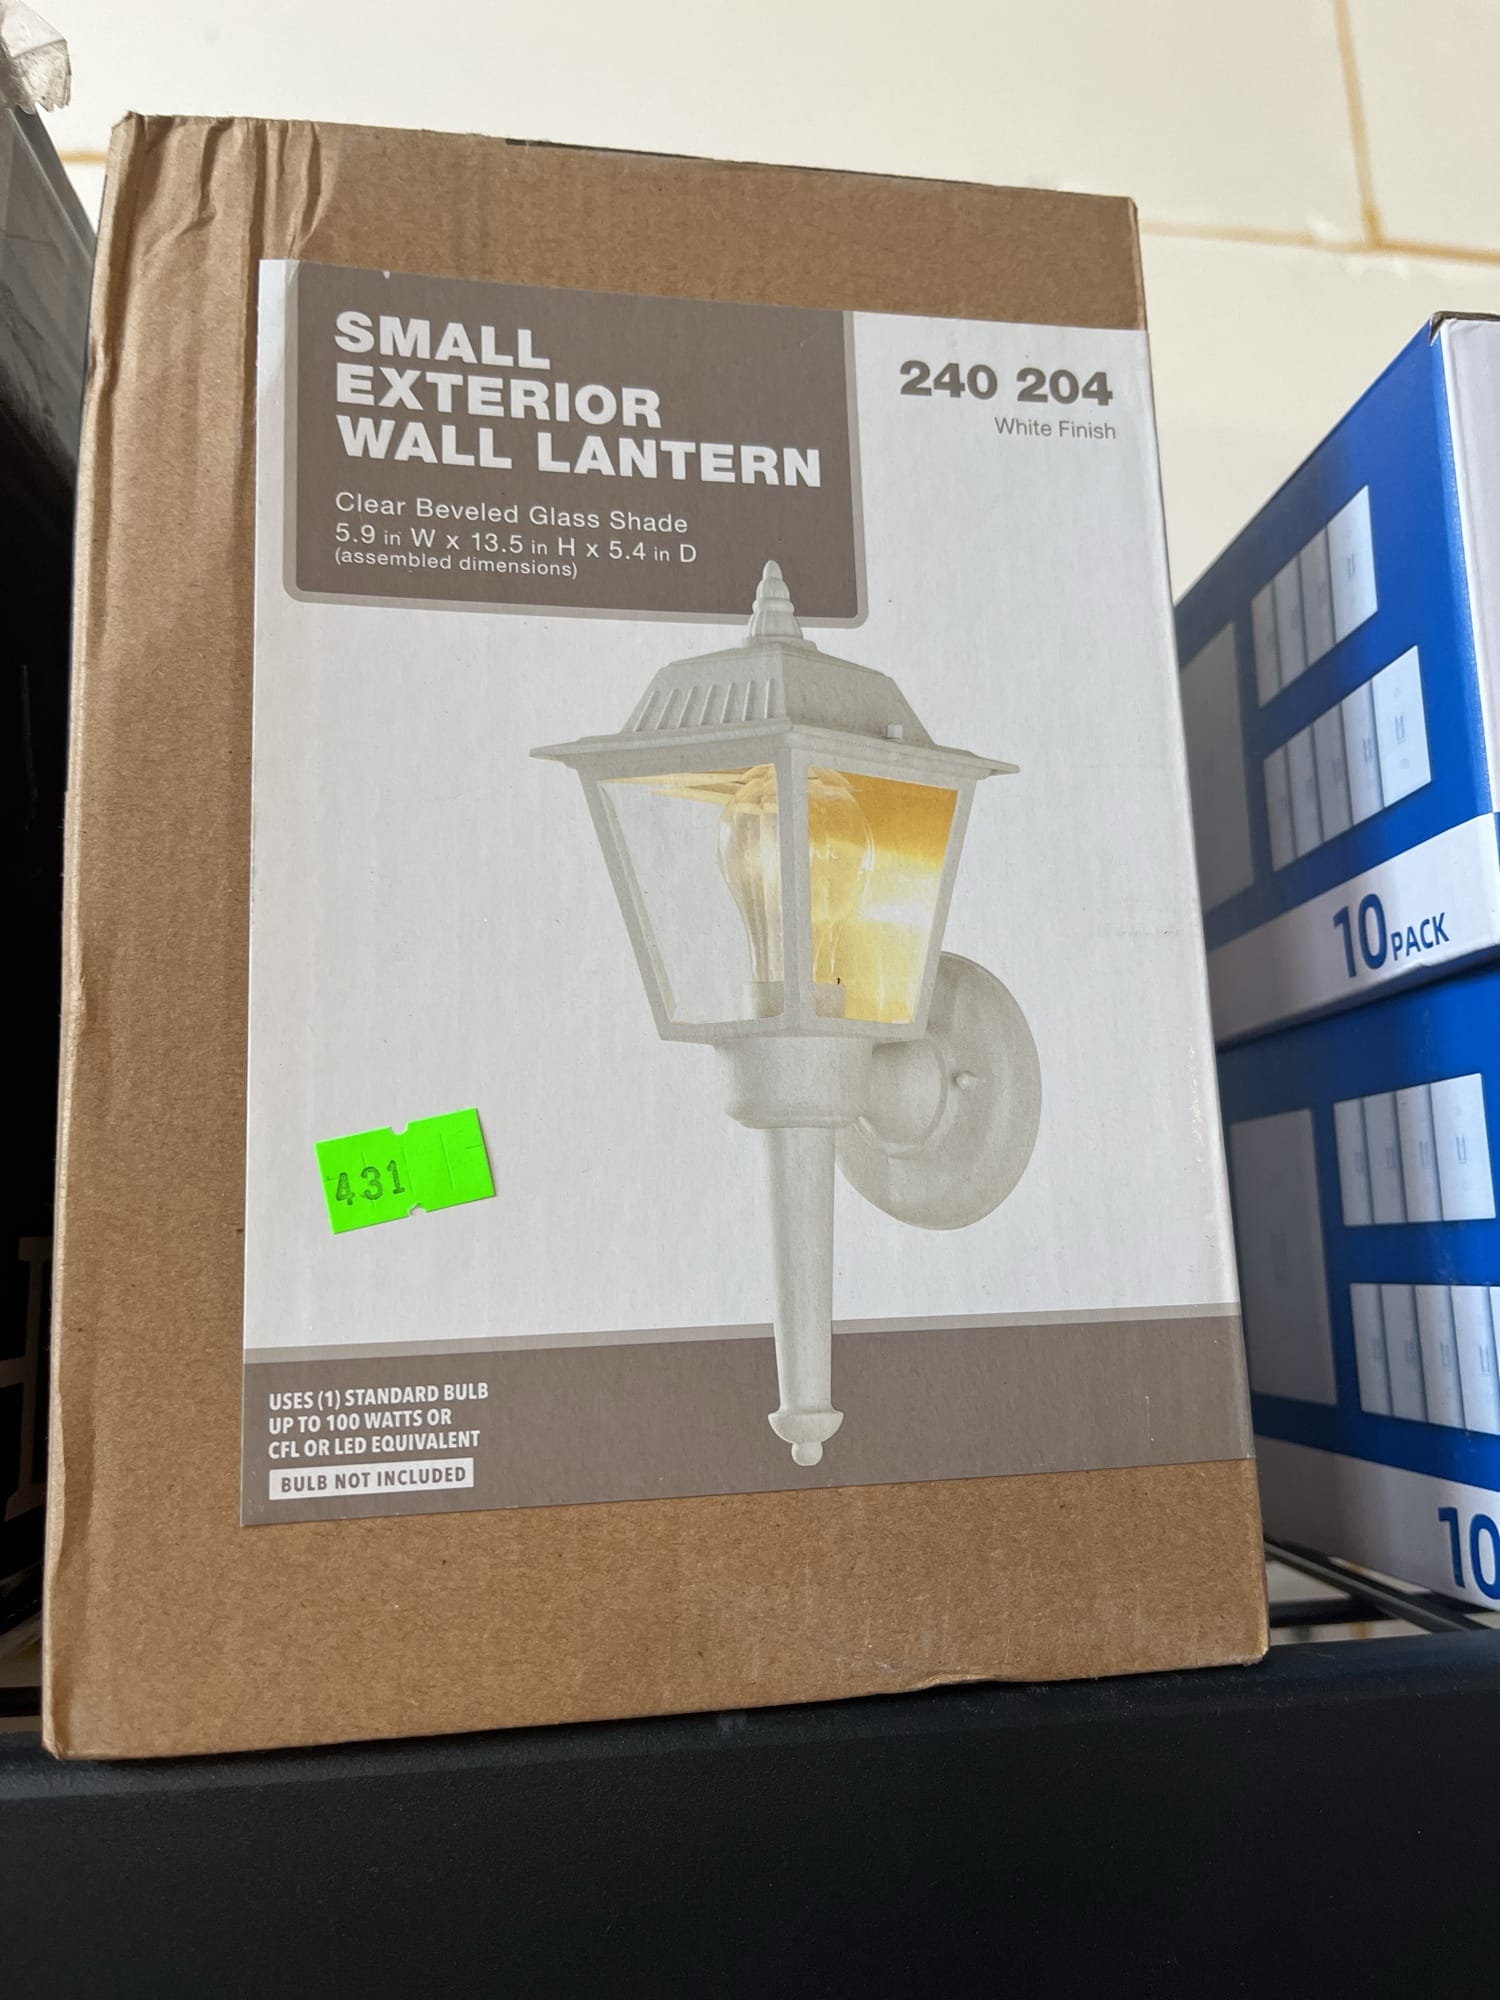 SMALL
EXTERIOR
WALL LANTERN
Clear Beveled Glass Shade
5.9 in W x 13.5 in H x 5.4 in D
(assembled dimensions)
240 204
White Finish
431
USES (1) STANDARD BULB
UP TO 100 WATTS OR
CFL OR LED EQUIVALENT
BULB NOT INCLUDED
10 PACK
10